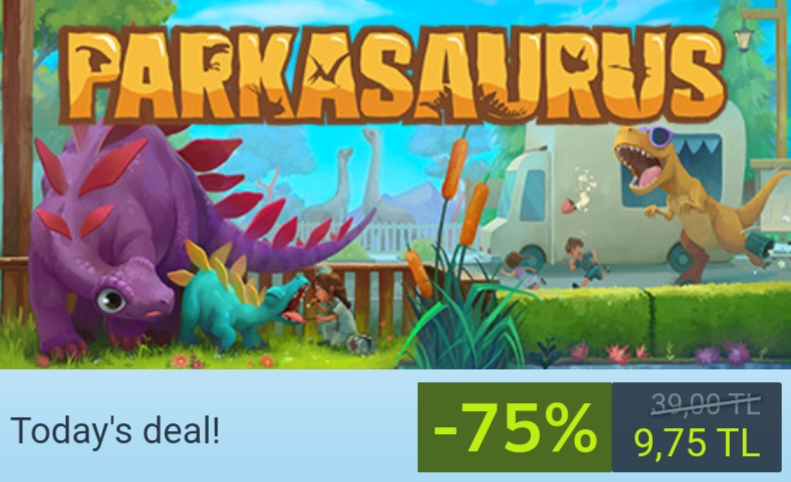 PARKASAURUS
Today's deal!
-75%
39,00 TL
9,75 TL